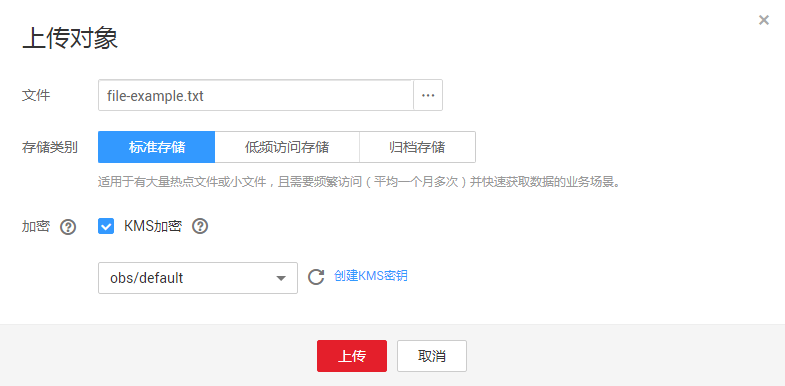 上传对象
文件 file-example.txt ...
存储类别 标准存储 低频访问存储 归档存储
适用于有大量热点文件或小文件，且需要频繁访问（平均一个月多次）并快速获取数据的业务场景。
加密 KMS加密
obs/default 创建KMS密钥
上传 取消